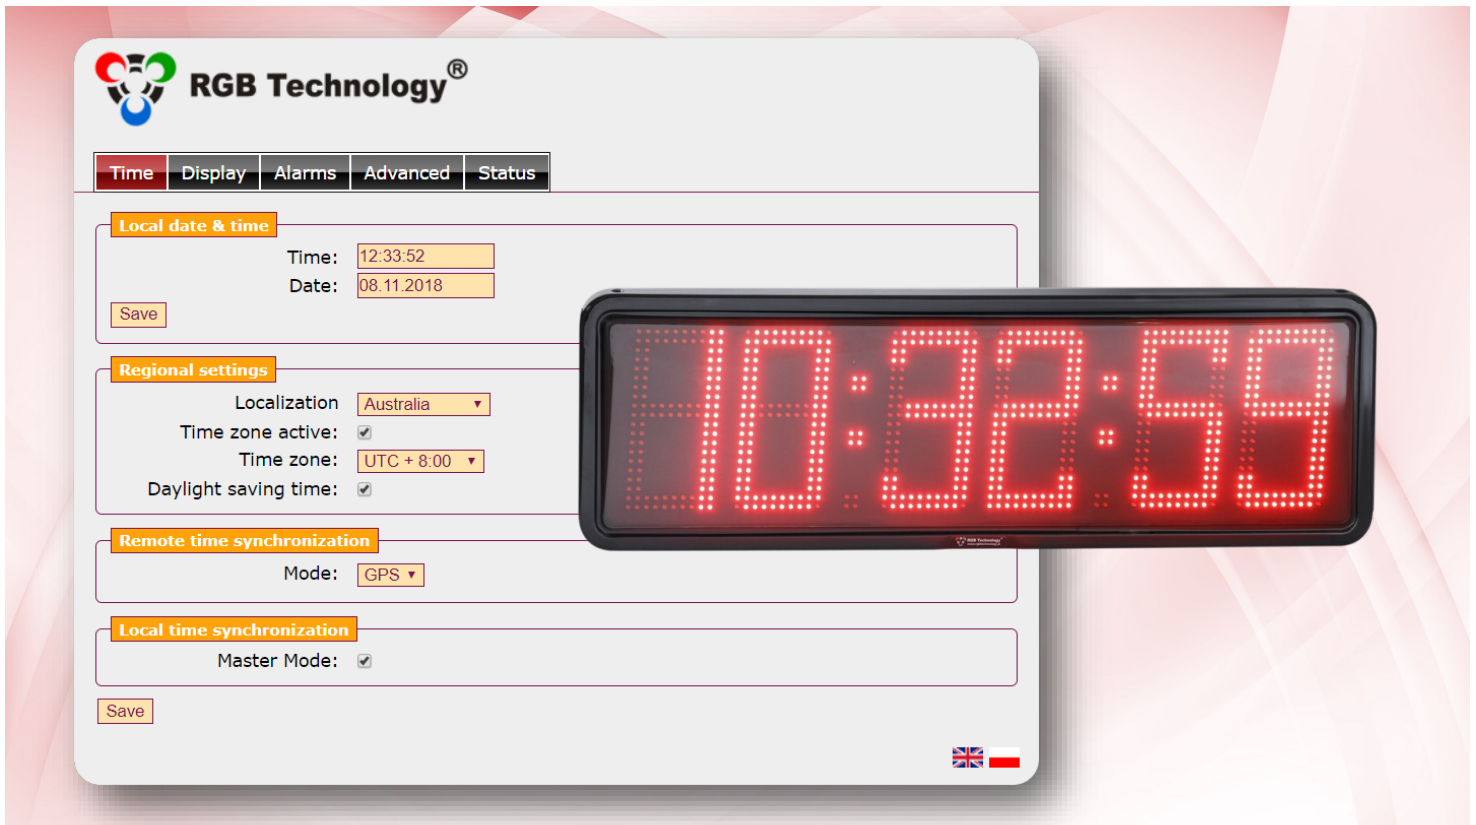 RGB Technology®
Time Display Alarms Advanced Status
Local date & time
Time: 12:33:52
Date: 08.11.2018
Save
Regional settings
Localization Australia
Time zone active:
Time zone: UTC + 8:00
Daylight saving time:
10:32:59
RGB Technology
Remote time synchronization
Mode: GPS
Local time synchronization
Master Mode:
Save